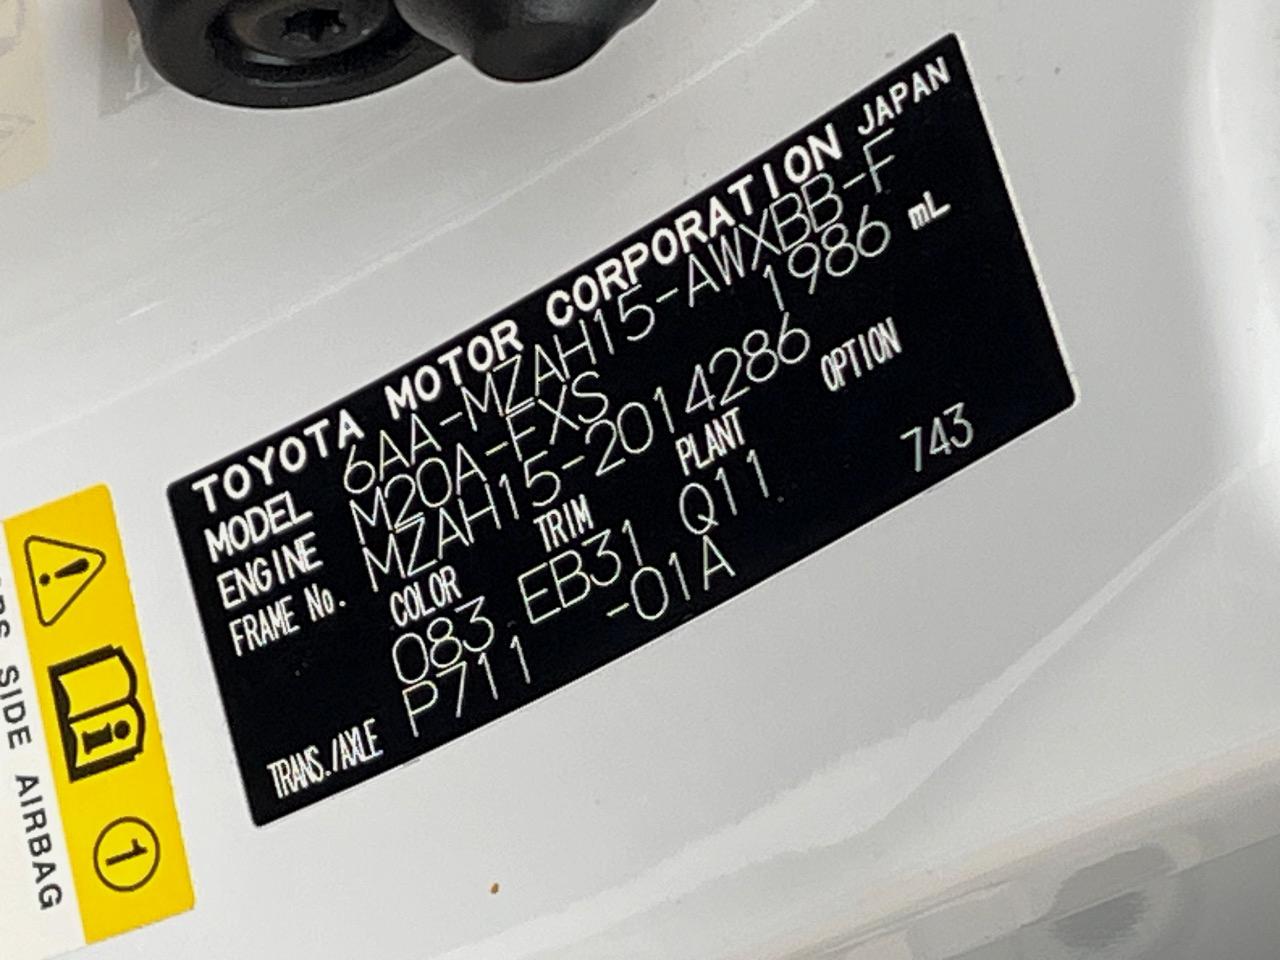 TOYOTA MOTOR CORPORATION JAPAN
MODEL 6AA-MZAH15-AWXBB-F
ENGINE M20A-FXS 1986 mL
FRAME No. MZAH15-2014286
COLOR TRIM PLANT OPTION
083 EB31 Q11 743
TRANS./AXLE P711 -01A
SIDE AIRBAG
1